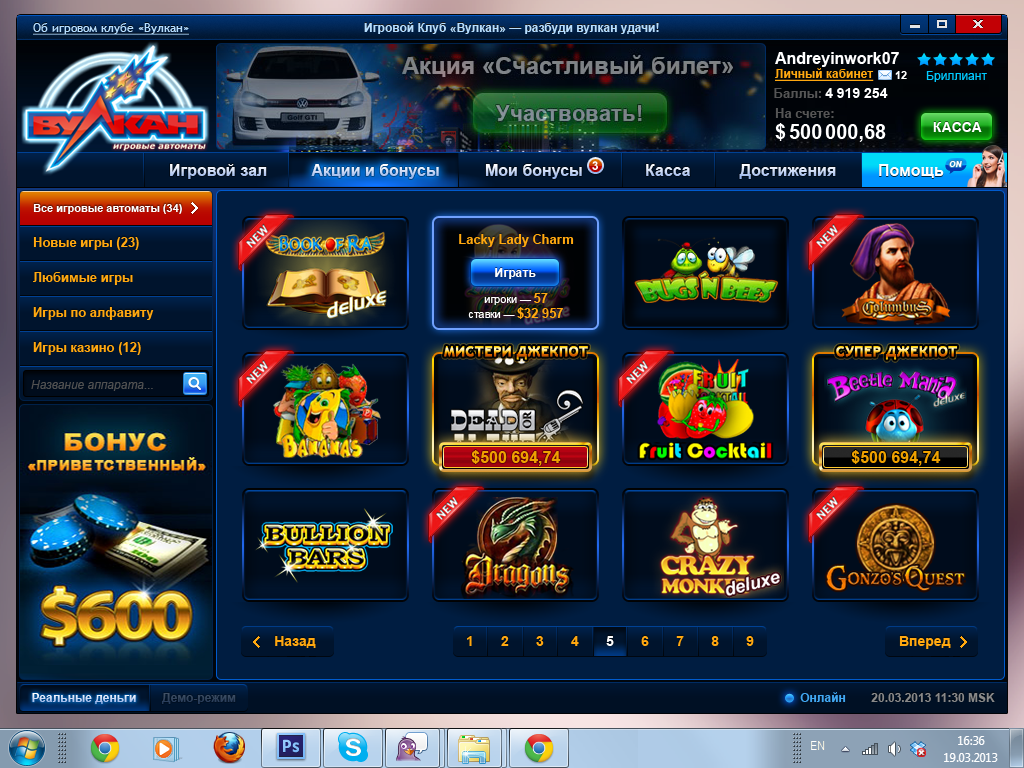 Об игровом клубе «Вулкан»
Игровой Клуб «Вулкан» — разбуди вулкан удачи!
ВУЛКАН
игровые автоматы
Golf GTI
Акция «Счастливый билет»
Участвовать!
Andreyinwork07
Личный кабинет 12
Бриллиант
Баллы: 4 919 254
На счете:
$ 500 000,68
КАССА
Игровой зал
Акции и бонусы
Мои бонусы 3
Касса
Достижения
Помощь ON
Все игровые автоматы (34)
Новые игры (23)
Любимые игры
Игры по алфавиту
Игры казино (12)
Название аппарата...
БОНУС
«ПРИВЕТСТВЕННЫЙ»
$600
NEW
BOOK OF RA
deluxe
Lacky Lady Charm
Играть
игроки — 57
ставки — $32 957
BUGS'N BEES
NEW
Columbus
NEW
BANANAS
МИСТЕРИ ДЖЕКПОТ
DEAD OR
$500 694,74
NEW
FRUIT
Fruit Cocktail
СУПЕР ДЖЕКПОТ
Beetle Mania
deluxe
$500 694,74
BULLION
BARS
NEW
Dragons
CRAZY
MONKEY
deluxe
NEW
GONZO'S QUEST
Назад
1 2 3 4 5 6 7 8 9
Вперед
Реальные деньги
Демо-режим
Онлайн
20.03.2013 11:30 MSK
Ps
S
EN
16:36
19.03.2013